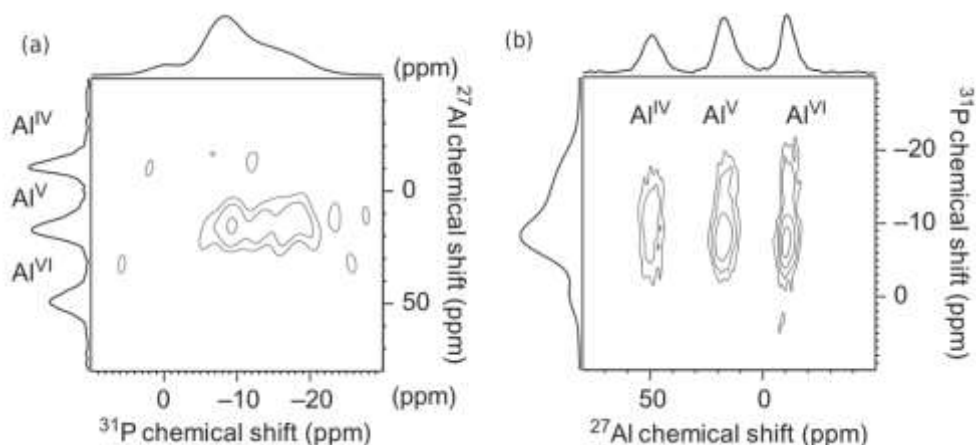 (a)
(ppm)
Al^IV
Al^V
Al^VI
0
50
²⁷Al chemical shift (ppm)
0 −10 −20 (ppm)
³¹P chemical shift (ppm)
(b)
Al^IV Al^V Al^VI
−20
−10
0
³¹P chemical shift (ppm)
50 0
²⁷Al chemical shift (ppm)